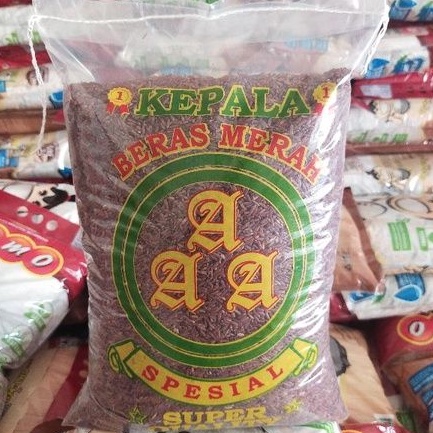 1 KEPALA 1
BERAS MERAH
A
A A
SPESIAL
SUPER